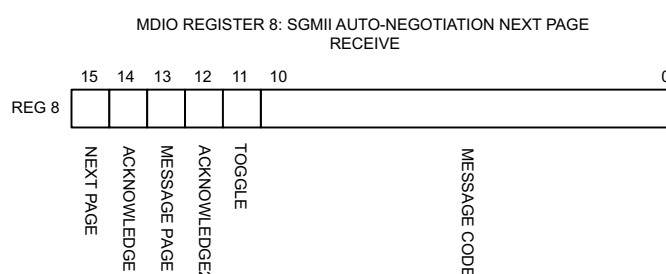 MDIO REGISTER 8: SGMII AUTO-NEGOTIATION NEXT PAGE
RECEIVE
15 14 13 12 11 10 0
REG 8
NEXT PAGE
ACKNOWLEDGE
MESSAGE PAGE
ACKNOWLEDGE2
TOGGLE
MESSAGE CODE